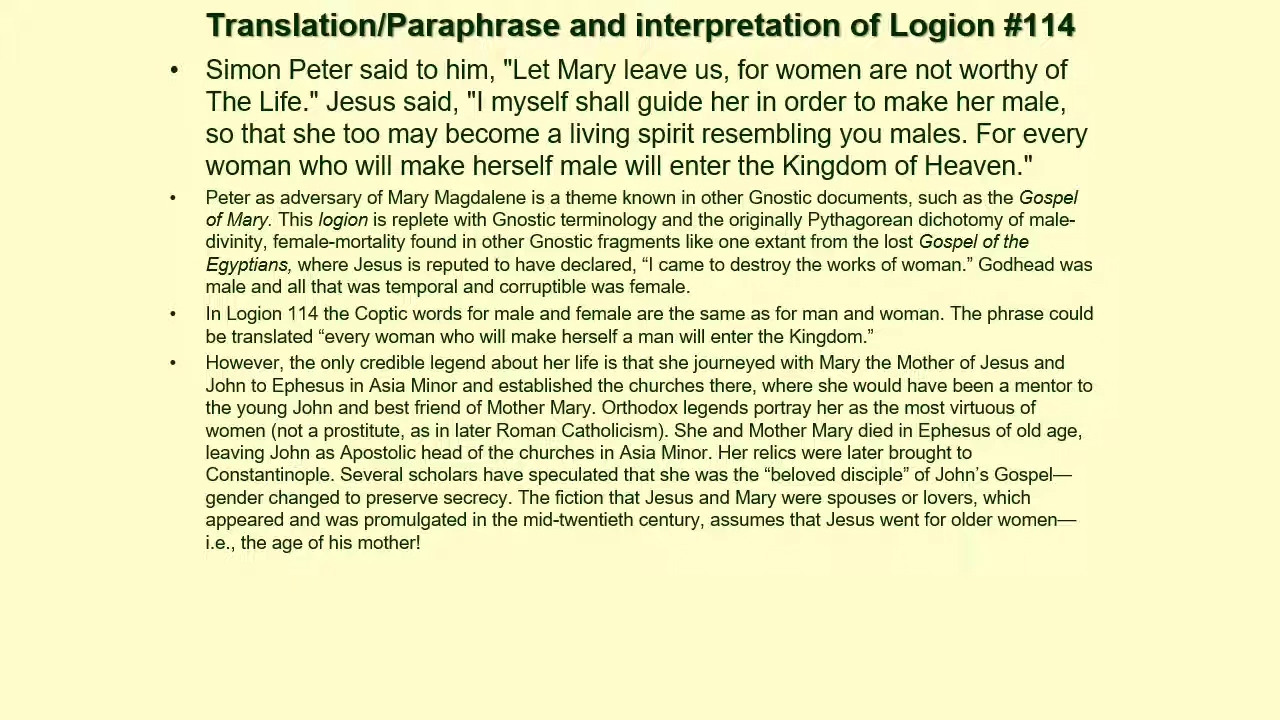 Translation/Paraphrase and interpretation of Logion #114
• Simon Peter said to him, "Let Mary leave us, for women are not worthy of
The Life." Jesus said, "I myself shall guide her in order to make her male,
so that she too may become a living spirit resembling you males. For every
woman who will make herself male will enter the Kingdom of Heaven."
• Peter as adversary of Mary Magdalene is a theme known in other Gnostic documents, such as the Gospel
of Mary. This logion is replete with Gnostic terminology and the originally Pythagorean dichotomy of male-
divinity, female-mortality found in other Gnostic fragments like one extant from the lost Gospel of the
Egyptians, where Jesus is reputed to have declared, “I came to destroy the works of woman.” Godhead was
male and all that was temporal and corruptible was female.
• In Logion 114 the Coptic words for male and female are the same as for man and woman. The phrase could
be translated “every woman who will make herself a man will enter the Kingdom.”
• However, the only credible legend about her life is that she journeyed with Mary the Mother of Jesus and
John to Ephesus in Asia Minor and established the churches there, where she would have been a mentor to
the young John and best friend of Mother Mary. Orthodox legends portray her as the most virtuous of
women (not a prostitute, as in later Roman Catholicism). She and Mother Mary died in Ephesus of old age,
leaving John as Apostolic head of the churches in Asia Minor. Her relics were later brought to
Constantinople. Several scholars have speculated that she was the “beloved disciple” of John’s Gospel—
gender changed to preserve secrecy. The fiction that Jesus and Mary were spouses or lovers, which
appeared and was promulgated in the mid-twentieth century, assumes that Jesus went for older women—
i.e., the age of his mother!